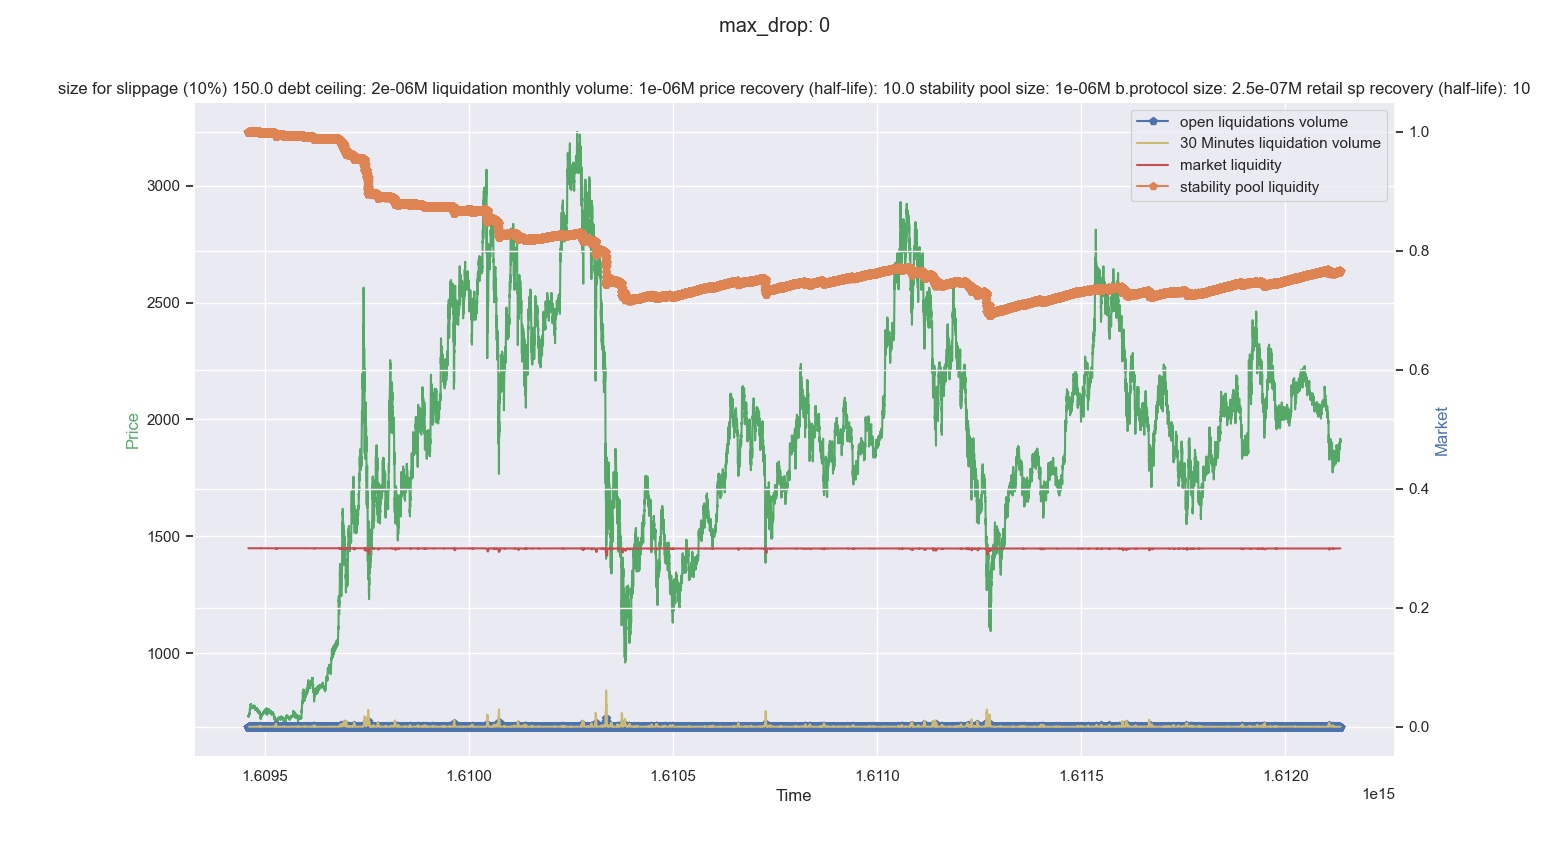 max_drop: 0
size for slippage (10%) 150.0 debt ceiling: 2e-06M liquidation monthly volume: 1e-06M price recovery (half-life): 10.0 stability pool size: 1e-06M b.protocol size: 2.5e-07M retail sp recovery (half-life): 10
open liquidations volume
30 Minutes liquidation volume
market liquidity
stability pool liquidity
3000
2500
2000
1500
1000
Price
1.0
0.8
0.6
0.4
0.2
0.0
Market
1.6095 1.6100 1.6105 1.6110 1.6115 1.6120
Time
1e15